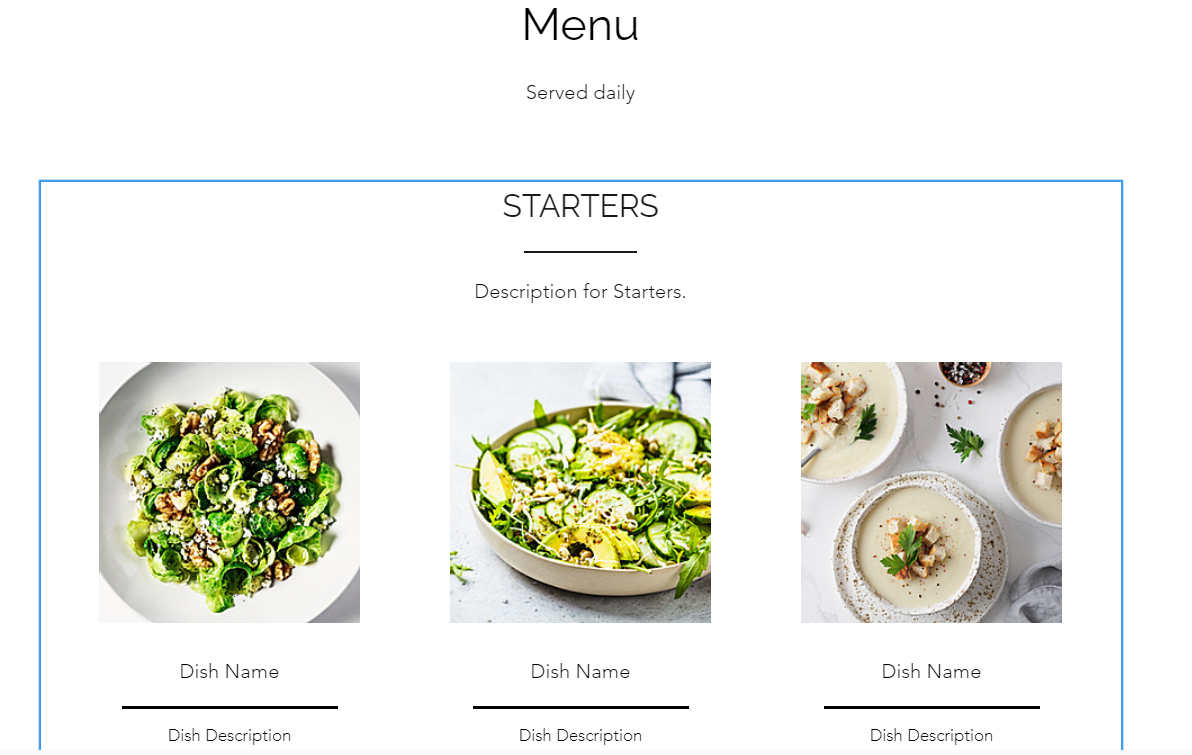 Menu
Served daily
STARTERS
Description for Starters.
Dish Name
Dish Name
Dish Name
Dish Description
Dish Description
Dish Description